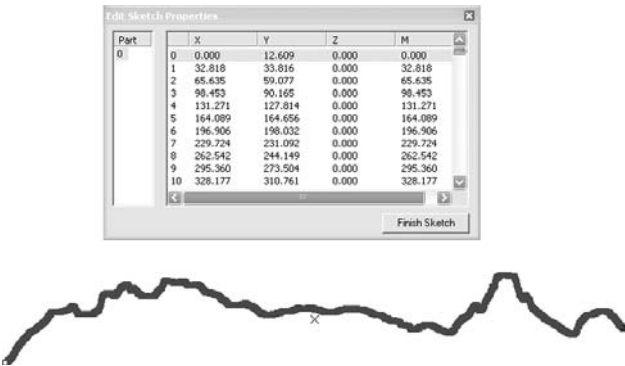 Edit Sketch Properties
Part
0
X Y Z M
0 0.000 12.609 0.000 0.000
1 32.818 33.816 0.000 32.818
2 65.635 59.077 0.000 65.635
3 98.453 90.165 0.000 98.453
4 131.271 127.814 0.000 131.271
5 164.089 164.656 0.000 164.089
6 196.906 198.032 0.000 196.906
7 229.724 231.092 0.000 229.724
8 262.542 244.149 0.000 262.542
9 295.360 273.504 0.000 295.360
10 328.177 310.761 0.000 328.177
Finish Sketch